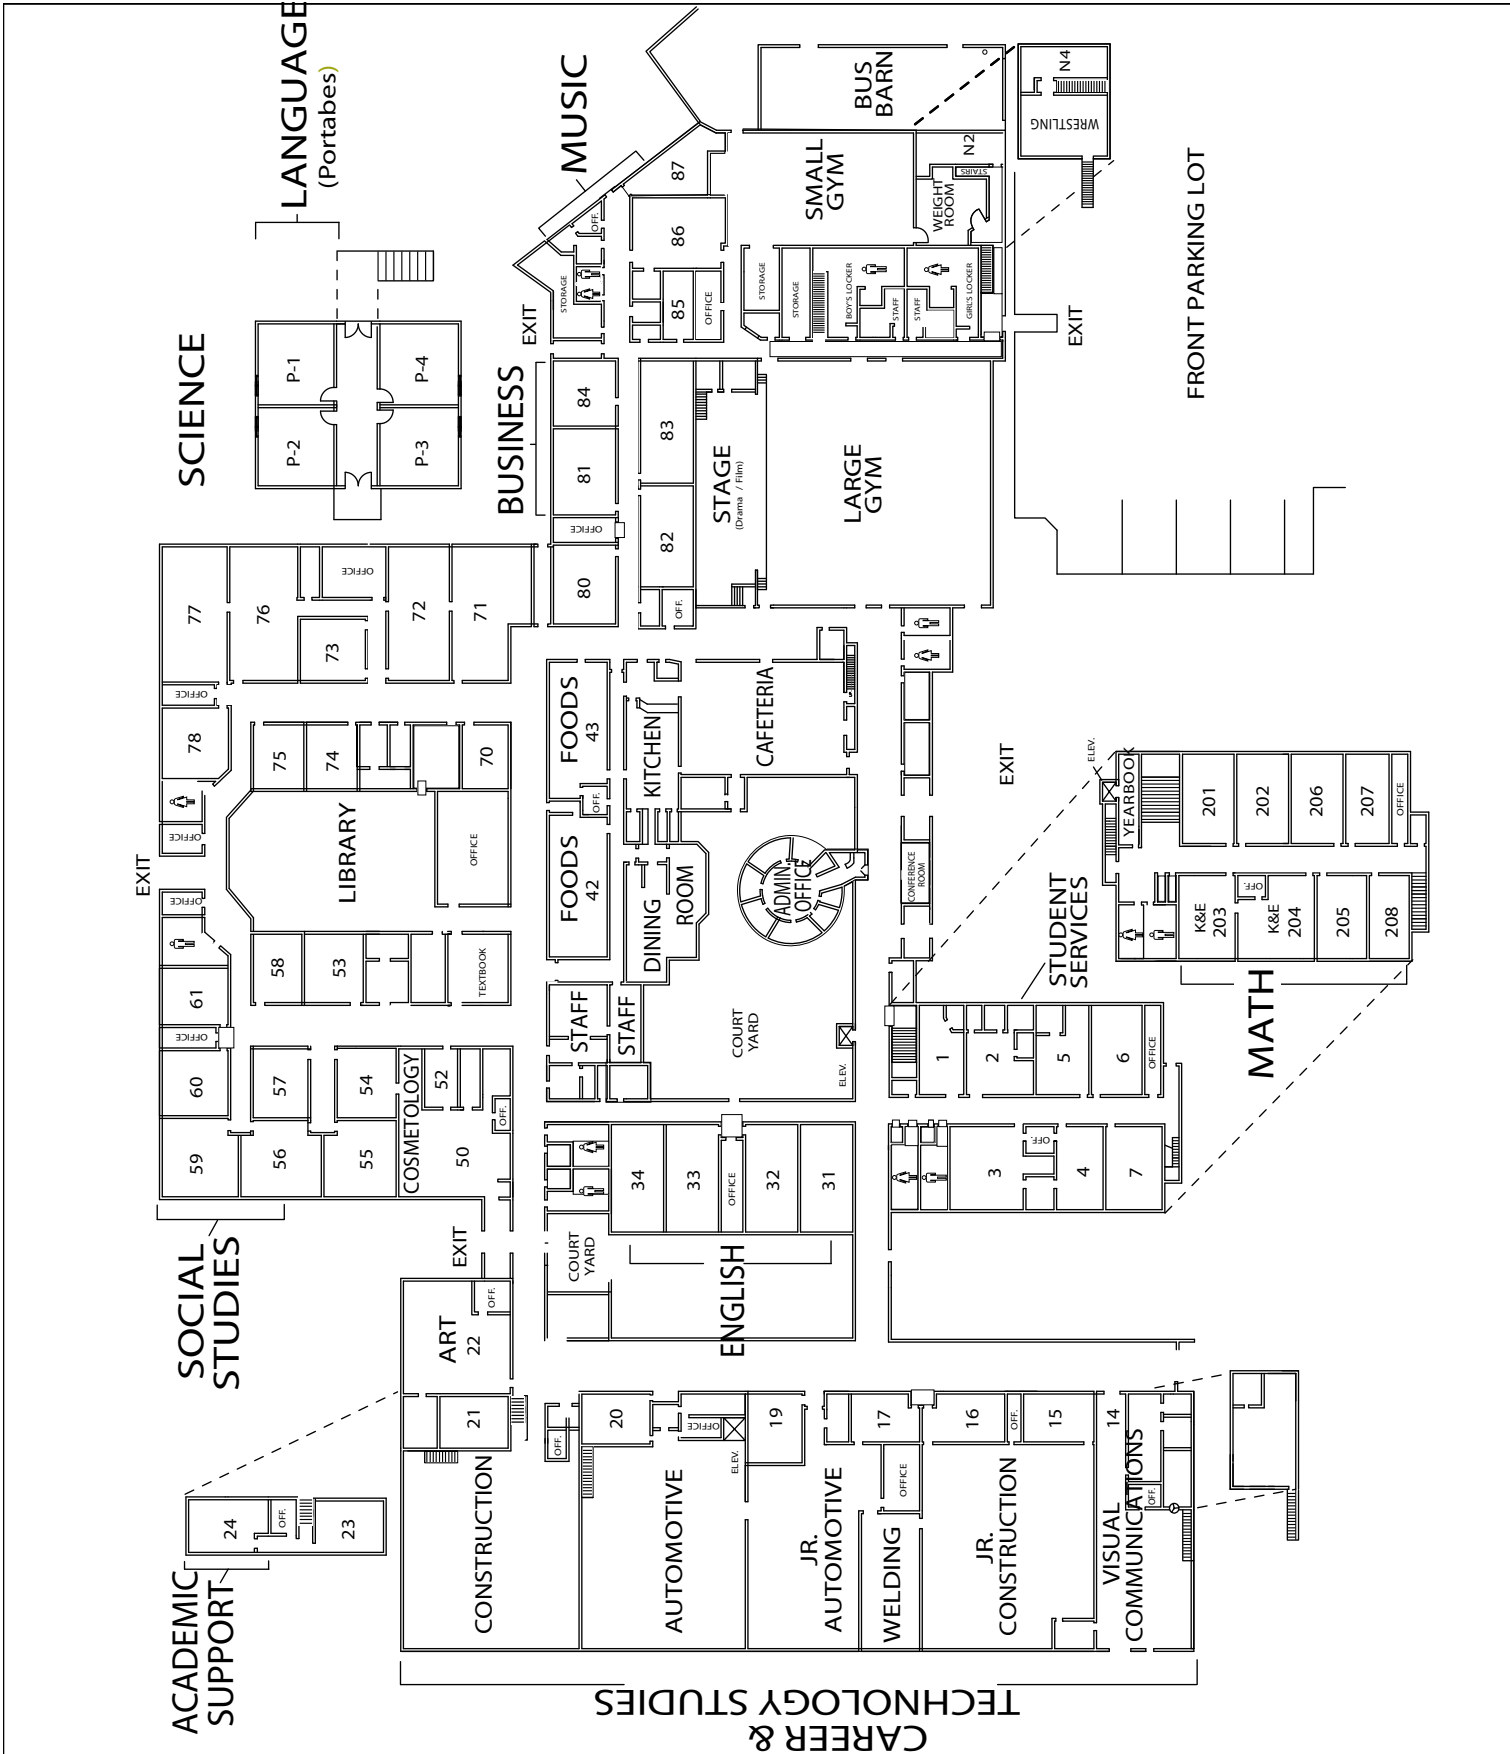 ACADEMIC
SUPPORT
24
OFF.
23
SOCIAL
STUDIES
59
60
OFFICE
61
OFFICE
EXIT
OFFICE
78
OFFICE
77
SCIENCE
P-2
P-1
P-3
P-4
LANGUAGE
(Portabes)
56
57
58
75
76
55
54
53
LIBRARY
74
73
OFFICE
72
COSMETOLOGY
52
50
OFF.
TEXTBOOK
OFFICE
70
71
EXIT
ART
22
OFF.
21
CONSTRUCTION
OFF.
COURT
YARD
STAFF
STAFF
FOODS
42
OFF.
FOODS
43
80
OFFICE
81
84
BUSINESS
EXIT
STORAGE
OFF.
MUSIC
AUTOMOTIVE
20
OFFICE
ELEV.
34
33
OFFICE
32
31
ENGLISH
DINING
ROOM
KITCHEN
CAFETERIA
S
OFF.
82
83
85
OFFICE
86
87
STAGE
(Drama / Film)
COURT
YARD
ELEV.
ADMIN.
OFFICE
LARGE
GYM
STORAGE
STORAGE
BOY'S LOCKER
STAFF
STAFF
GIRL'S LOCKER
SMALL
GYM
WEIGHT
ROOM
STAIRS
N2
BUS
BARN
JR.
AUTOMOTIVE
19
17
OFFICE
WELDING
JR.
CONSTRUCTION
16
OFF.
15
CONFERENCE
ROOM
EXIT
EXIT
WRESTLING
N4
FRONT PARKING LOT
VISUAL
COMMUNICATIONS
14
OFF.
1
2
5
6
OFFICE
3
OFF.
4
7
STUDENT
SERVICES
ELEV.
YEARBOOK
201
202
206
207
OFFICE
K&E
203
OFF.
K&E
204
205
208
MATH
CAREER &
TECHNOLOGY STUDIES